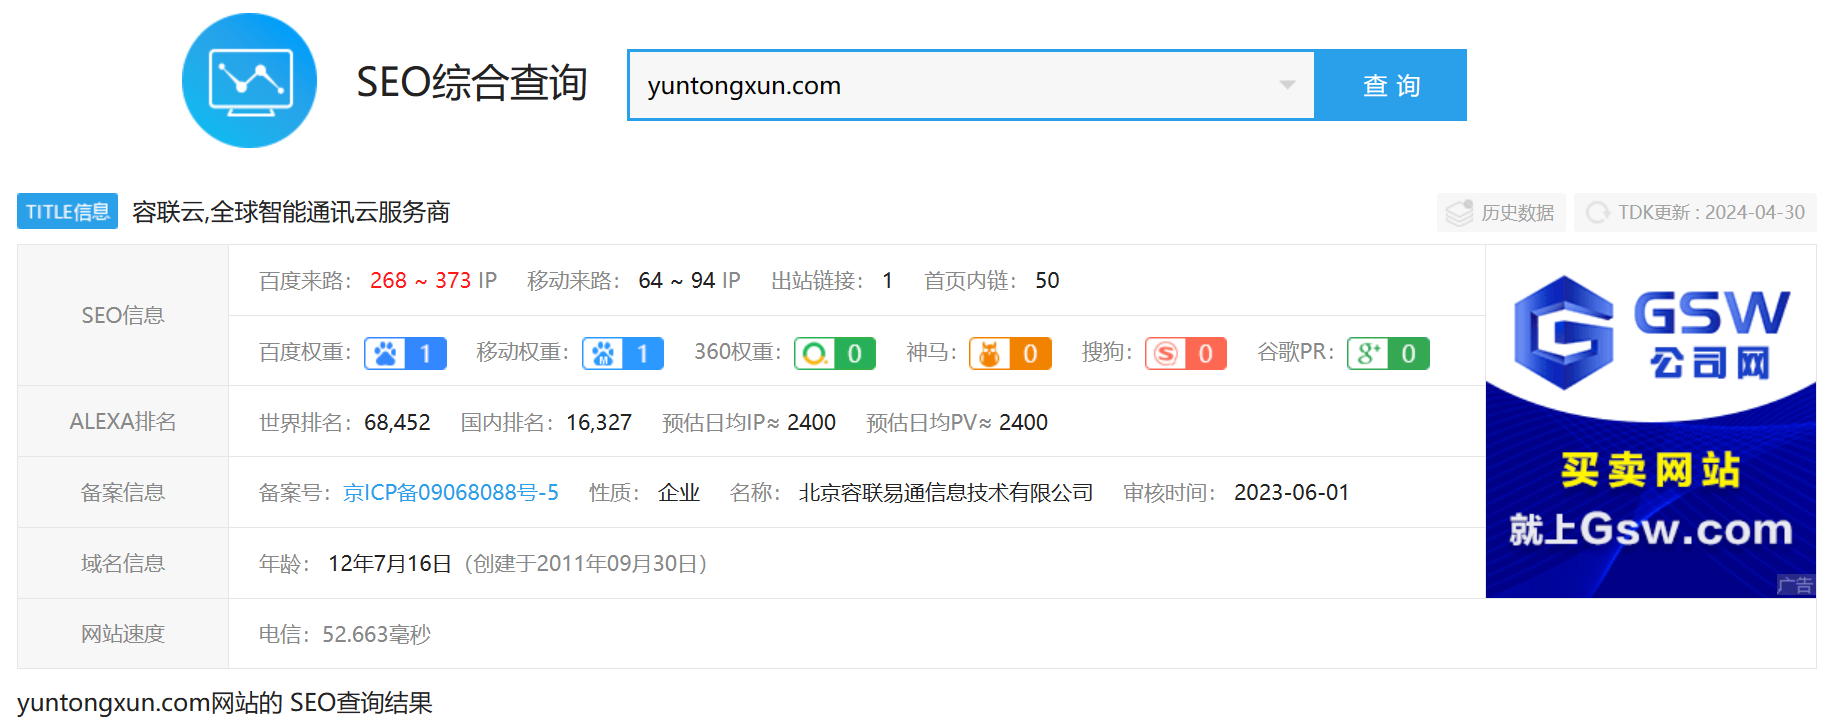 SEO综合查询
yuntongxun.com
查 询
TITLE信息 容联云,全球智能通讯云服务商
历史数据 TDK更新 : 2024-04-30
SEO信息
百度来路： 268 ~ 373 IP 移动来路： 64 ~ 94 IP 出站链接： 1 首页内链： 50
百度权重： 1 移动权重： M 1 360权重： 0 神马： 0 搜狗： S 0 谷歌PR： 8+ 0
ALEXA排名 世界排名： 68,452 国内排名： 16,327 预估日均IP≈ 2400 预估日均PV≈ 2400
备案信息 备案号： 京ICP备09068088号-5 性质： 企业 名称： 北京容联易通信息技术有限公司 审核时间： 2023-06-01
域名信息 年龄： 12年7月16日（创建于2011年09月30日）
网站速度 电信： 52.663毫秒
GSW
公司网
买卖网站
就上Gsw.com
广告
yuntongxun.com网站的 SEO查询结果